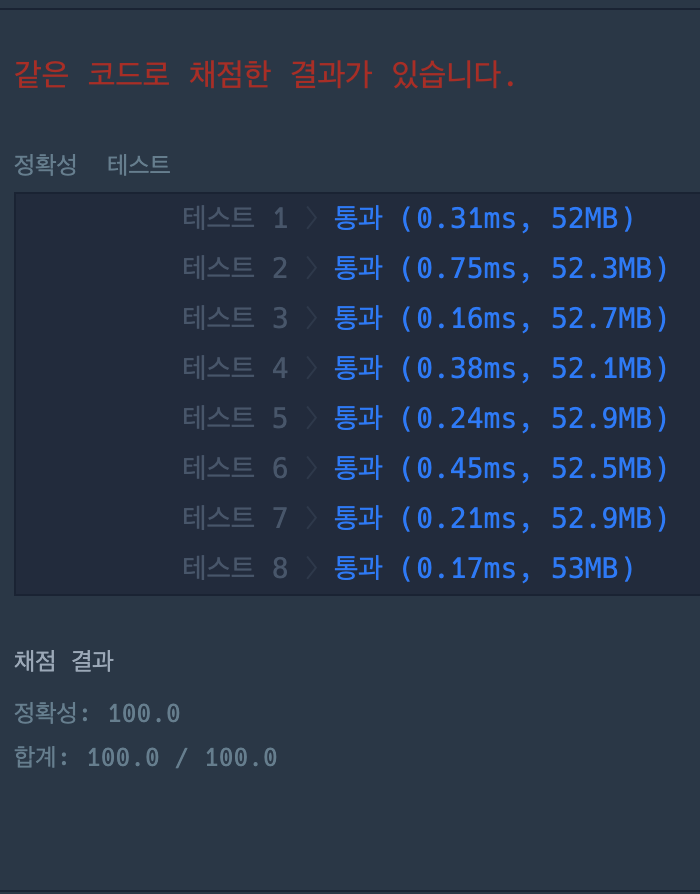 같은 코드로 채점한 결과가 있습니다.
정확성 테스트
테스트 1 〉 통과 (0.31ms, 52MB)
테스트 2 〉 통과 (0.75ms, 52.3MB)
테스트 3 〉 통과 (0.16ms, 52.7MB)
테스트 4 〉 통과 (0.38ms, 52.1MB)
테스트 5 〉 통과 (0.24ms, 52.9MB)
테스트 6 〉 통과 (0.45ms, 52.5MB)
테스트 7 〉 통과 (0.21ms, 52.9MB)
테스트 8 〉 통과 (0.17ms, 53MB)
채점 결과
정확성: 100.0
합계: 100.0 / 100.0